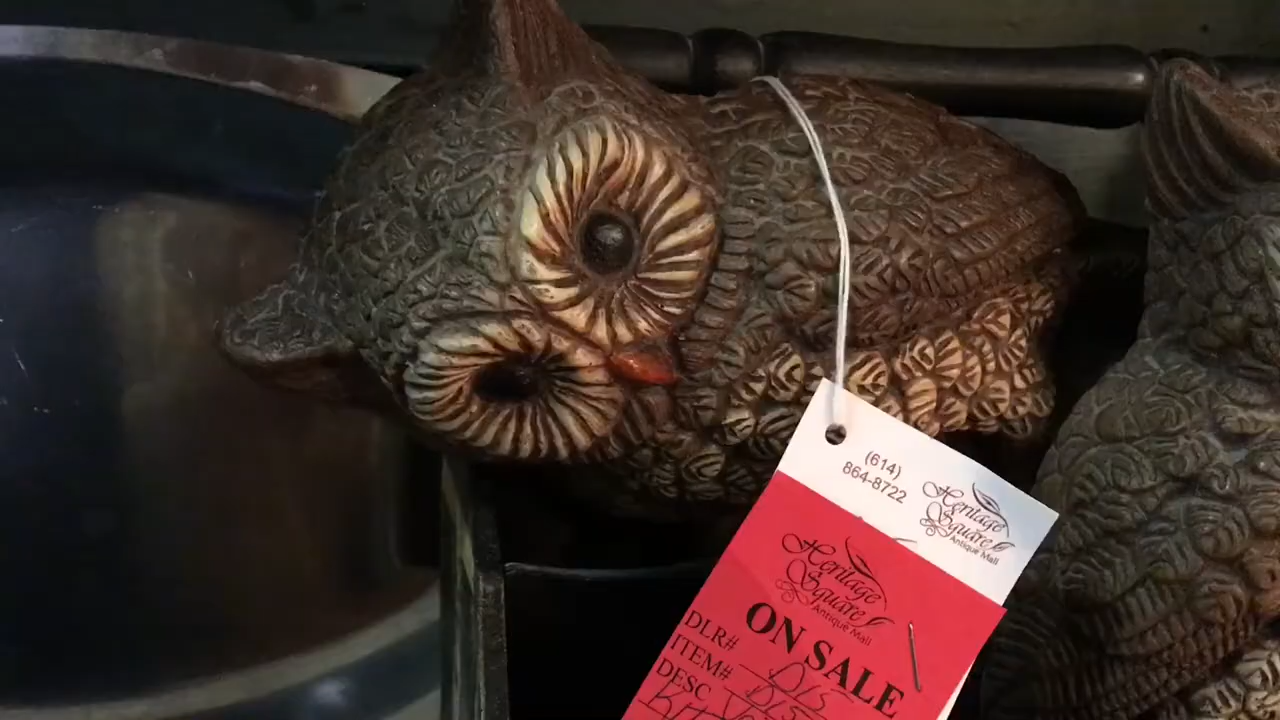 (614)
864-8722
Heritage
Square
Antique Mall
Heritage
Square
Antique Mall
ON SALE
DLR#
ITEM#
DESC